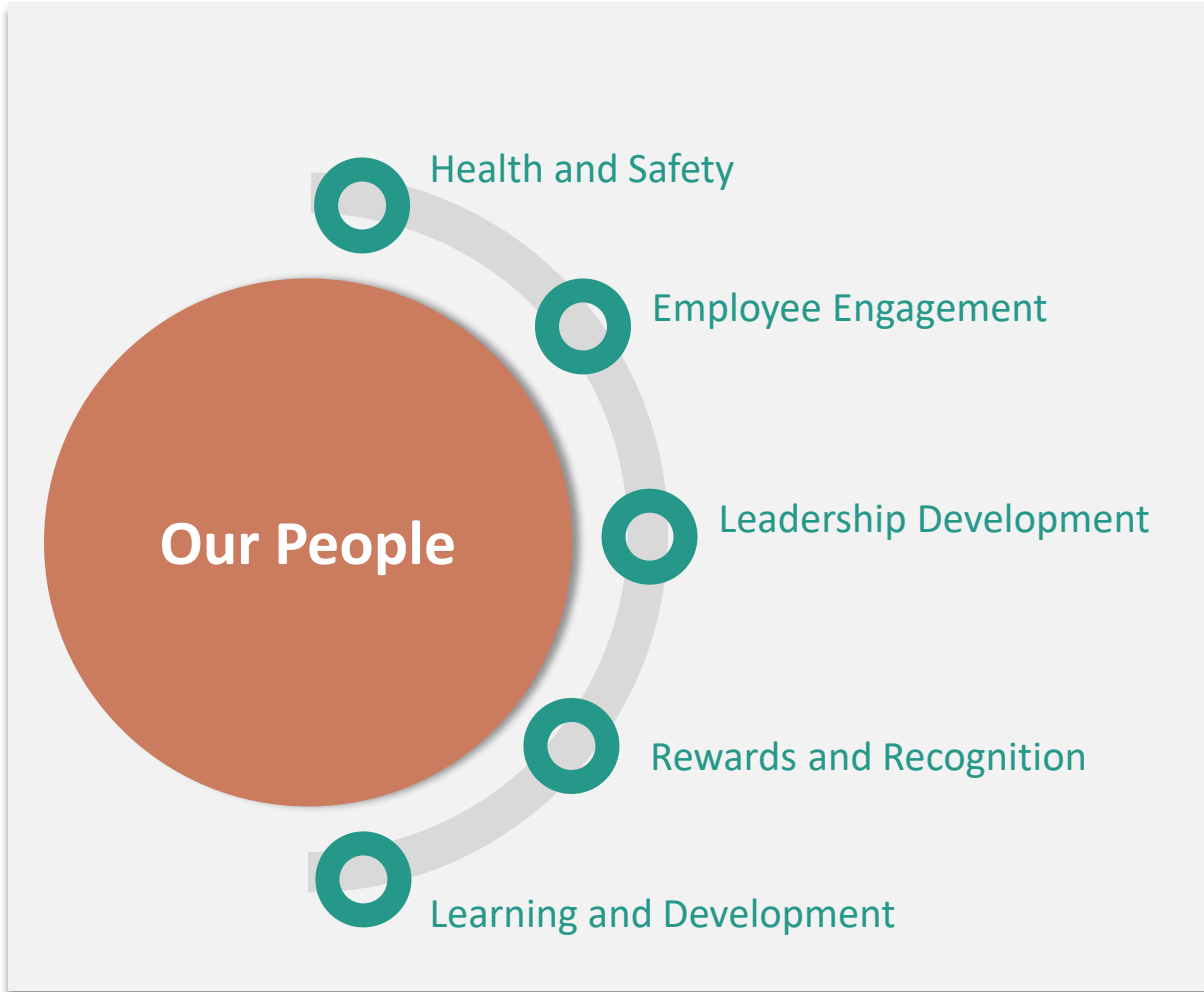 Health and Safety
Employee Engagement
Leadership Development
Our People
Rewards and Recognition
Learning and Development